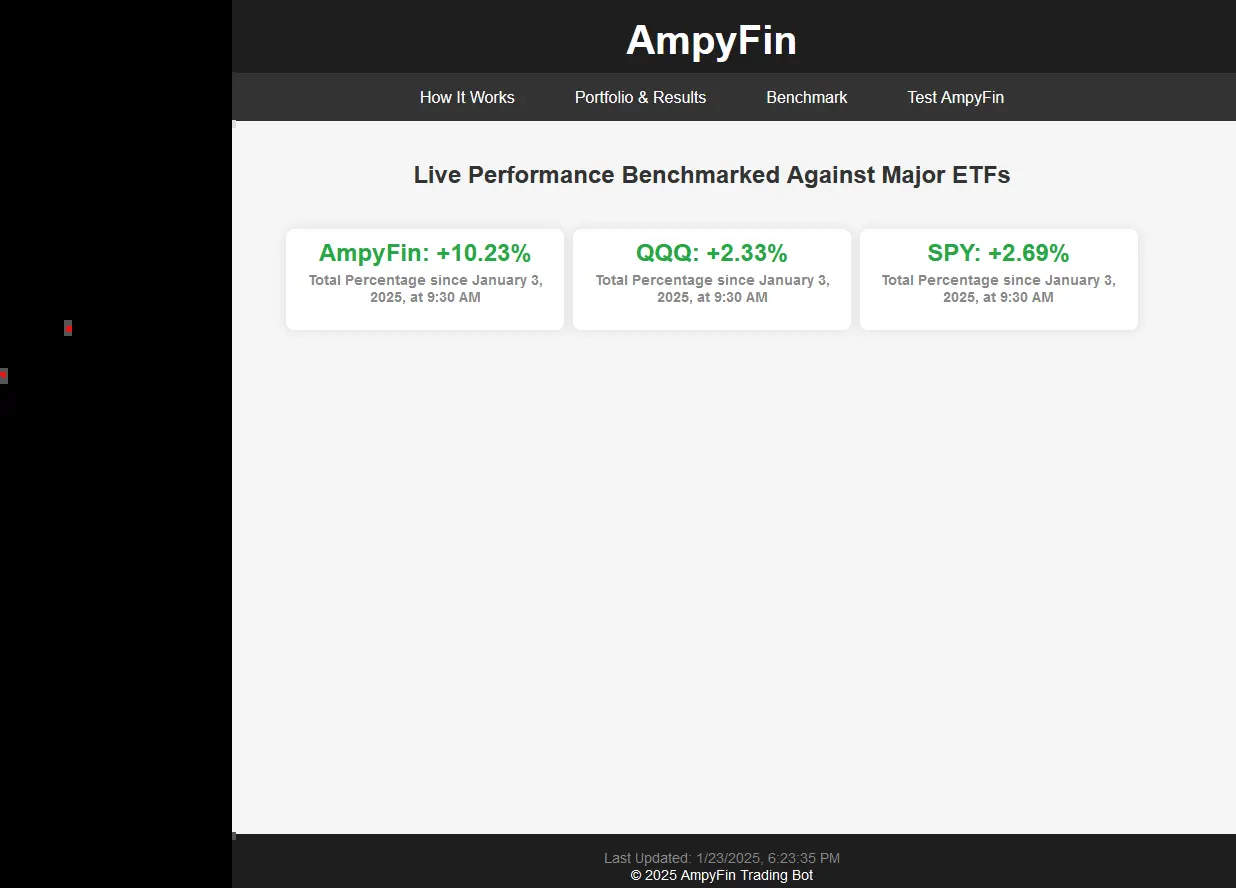 AmpyFin
How It Works
Portfolio & Results
Benchmark
Test AmpyFin
Live Performance Benchmarked Against Major ETFs
AmpyFin: +10.23%
Total Percentage since January 3,
2025, at 9:30 AM
QQQ: +2.33%
Total Percentage since January 3,
2025, at 9:30 AM
SPY: +2.69%
Total Percentage since January 3,
2025, at 9:30 AM
Last Updated: 1/23/2025, 6:23:35 PM
© 2025 AmpyFin Trading Bot